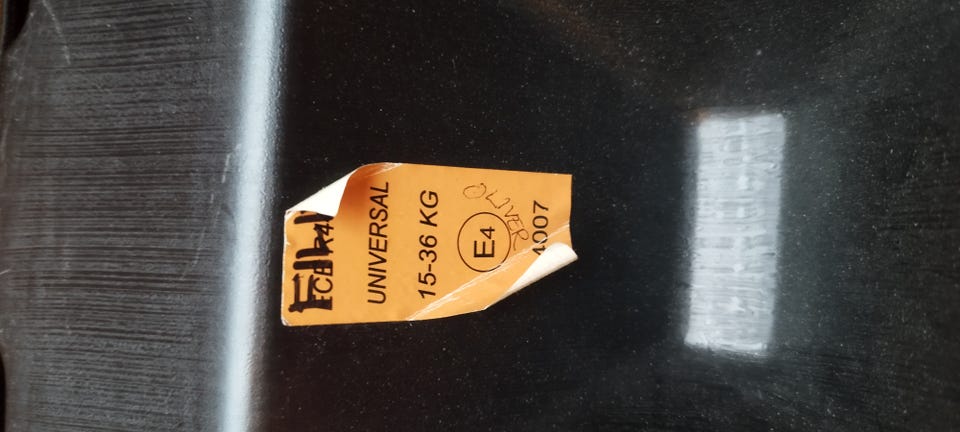 UNIVERSAL
15-36 KG
OLIVER
E4
4007